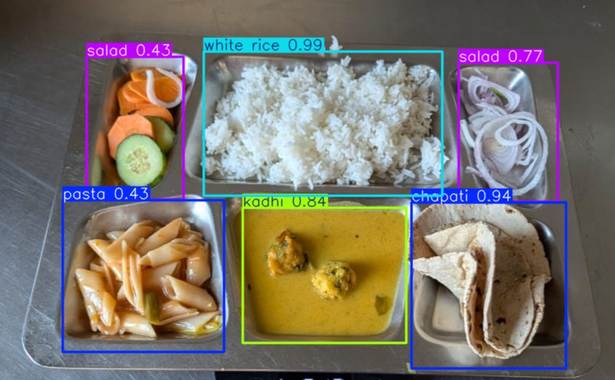 salad 0.43
white rice 0.99
salad 0.77
pasta 0.43
kadhi 0.84
chapati 0.94